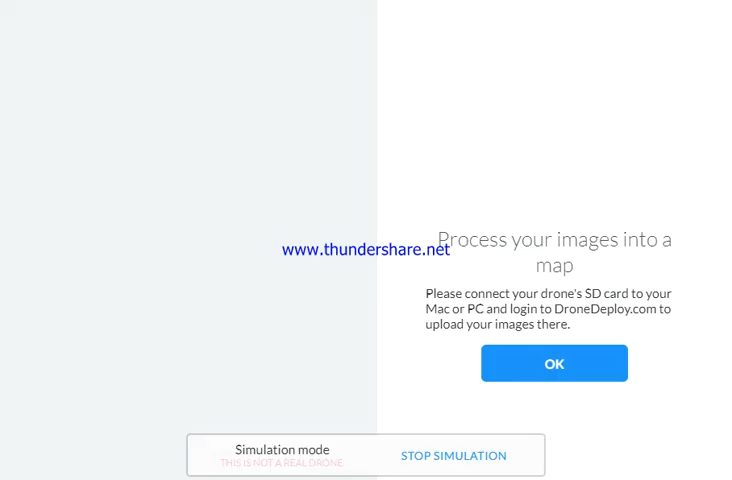 www.thundershare.net
Process your images into a
map
Please connect your drone's SD card to your
Mac or PC and login to DroneDeploy.com to
upload your images there.
OK
Simulation mode
THIS IS NOT A REAL DRONE.
STOP SIMULATION